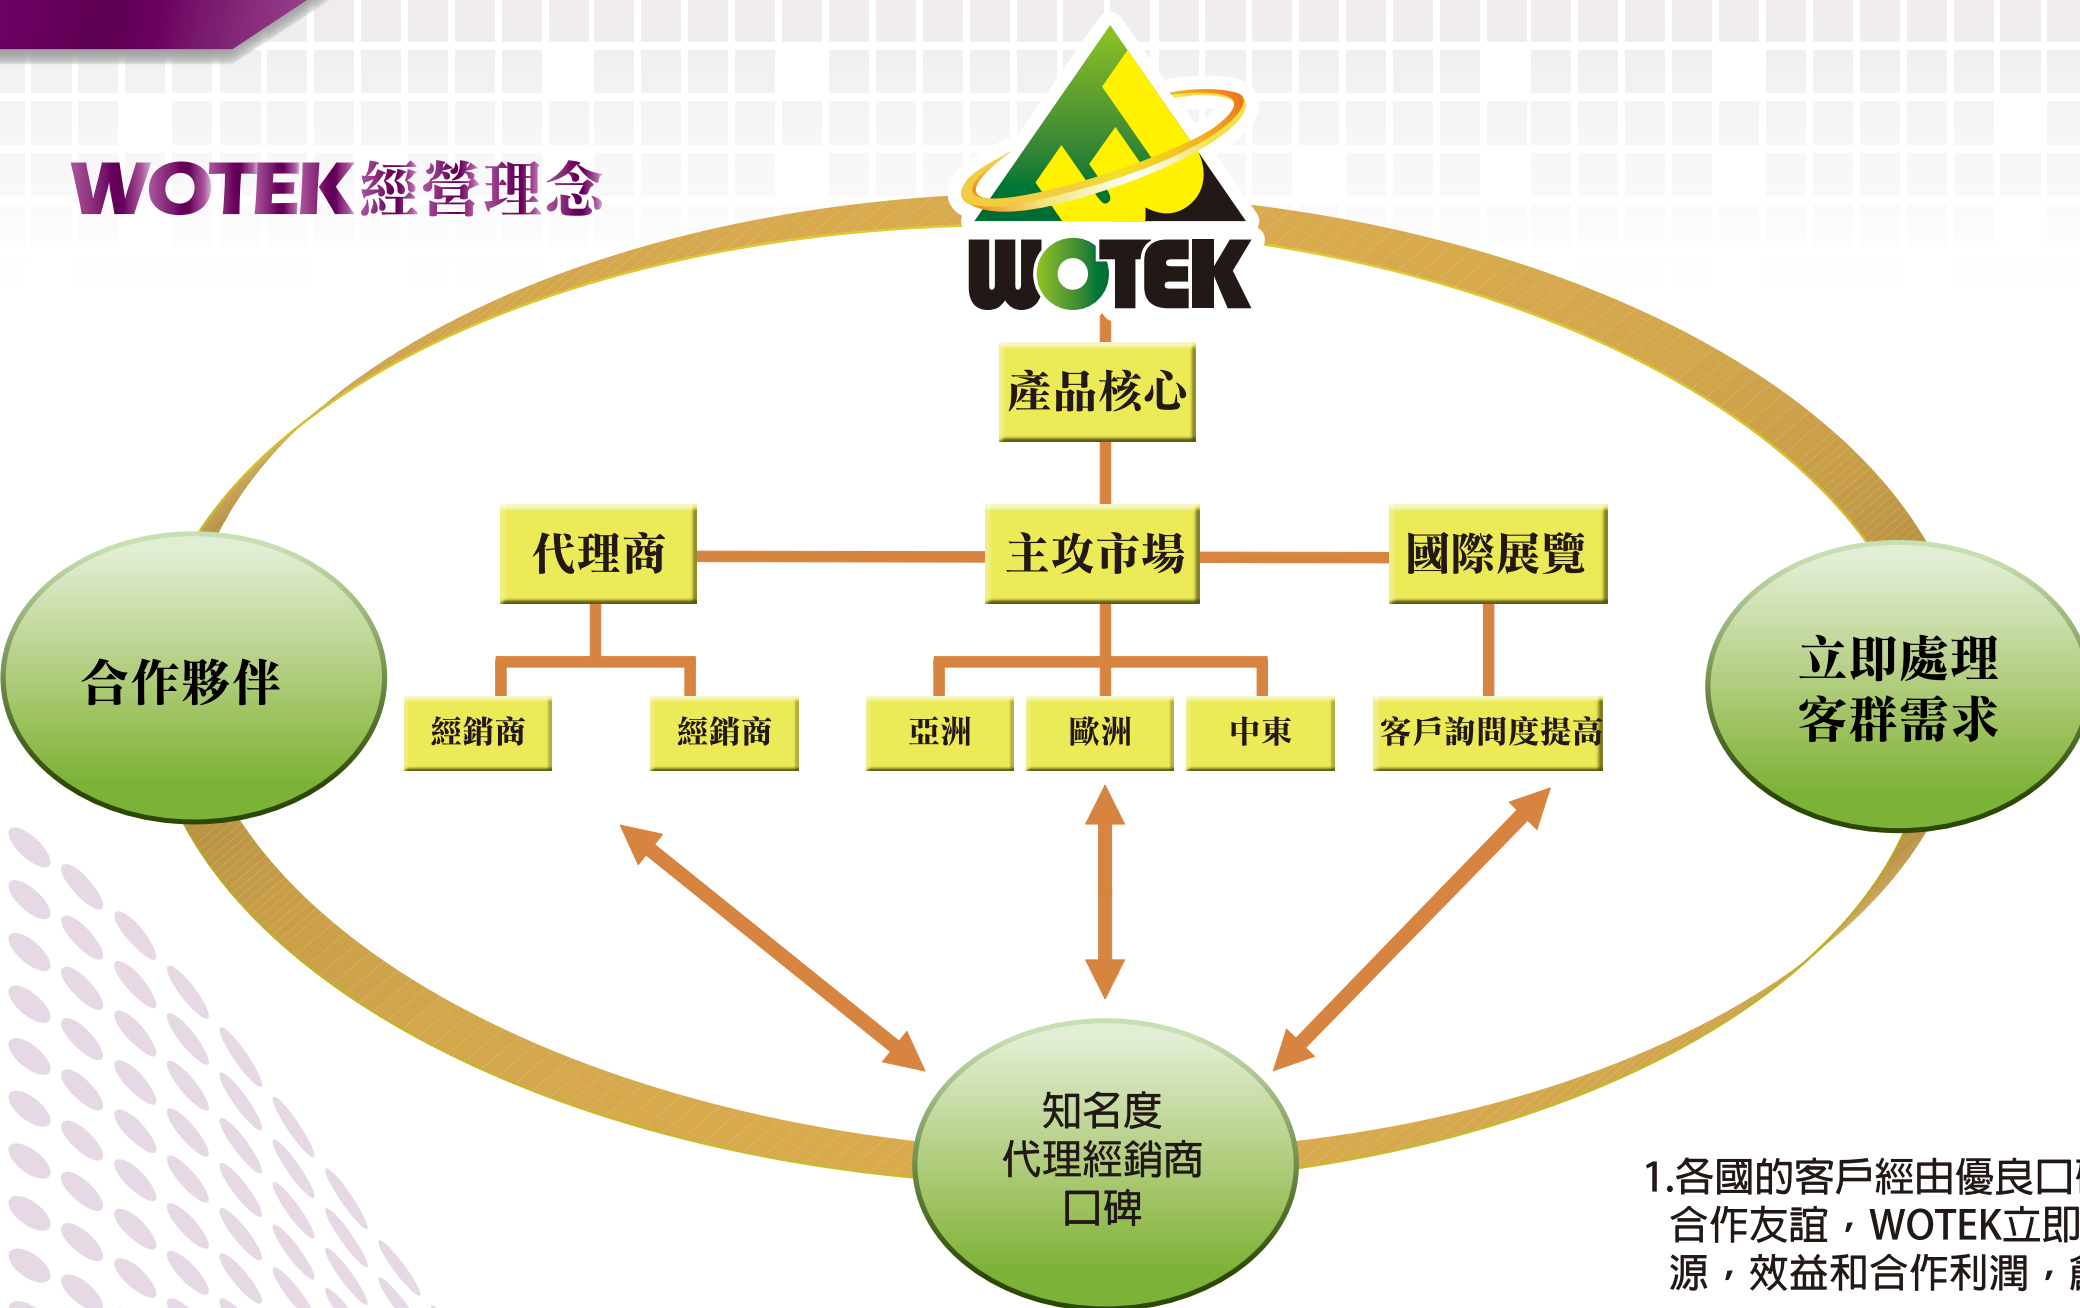 WOTEK經營理念
WOTEK
產品核心
代理商
主攻市場
國際展覽
經銷商
經銷商
亞洲
歐洲
中東
客戶詢問度提高
合作夥伴
立即處理
客群需求
知名度
代理經銷商
口碑
1.各國的客戶經由優良口
合作友誼，WOTEK立即
源，效益和合作利潤，